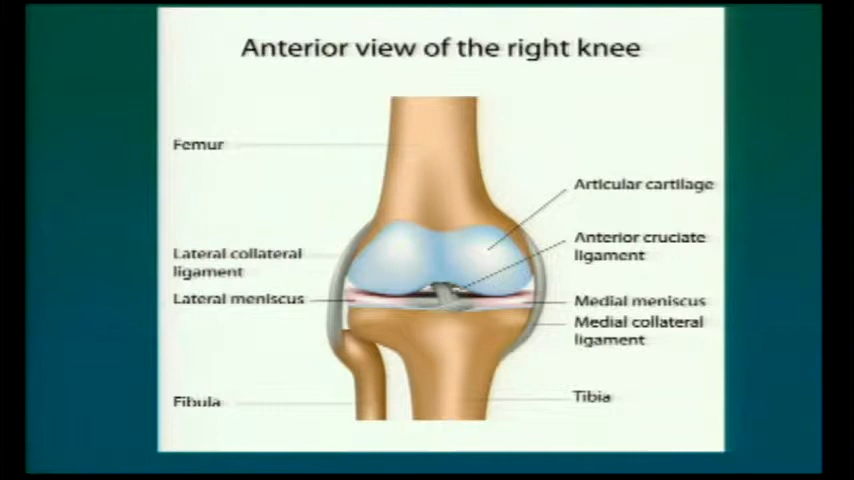 Anterior view of the right knee
Femur
Articular cartilage
Anterior cruciate
ligament
Lateral collateral
ligament
Lateral meniscus
Medial meniscus
Medial collateral
ligament
Fibula
Tibia